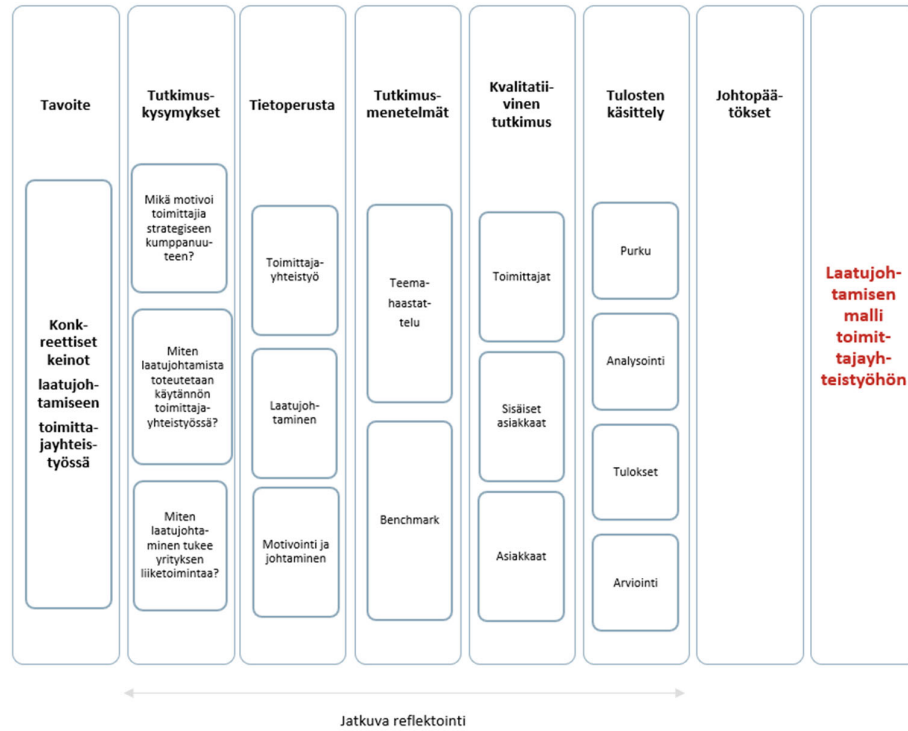 Tavoite
Konk-
reettiset
keinot
laatujoh-
tamiseen
toimitta-
jayhteis-
työssä
Tutkimus-
kysymykset
Mikä motivoi
toimittajia
strategiseen
kumppanuu-
teen?
Miten
laatujohtamista
toteutetaan
käytännön
toimittaja-
yhteistyössä?
Miten
laatujohta-
minen tukee
yrityksen
liiketoimintaa?
Tietoperusta
Toimittaja-
yhteistyö
Laatujoh-
taminen
Motivointi ja
johtaminen
Tutkimus-
menetelmät
Teema-
haastat-
telu
Benchmark
Kvalitatii-
vinen
tutkimus
Toimittajat
Sisäiset
asiakkaat
Asiakkaat
Tulosten
käsittely
Purku
Analysointi
Tulokset
Arviointi
Johtopää-
tökset
Laatujoh-
tamisen
malli
toimit-
tajayh-
teistyöhön
Jatkuva reflektointi